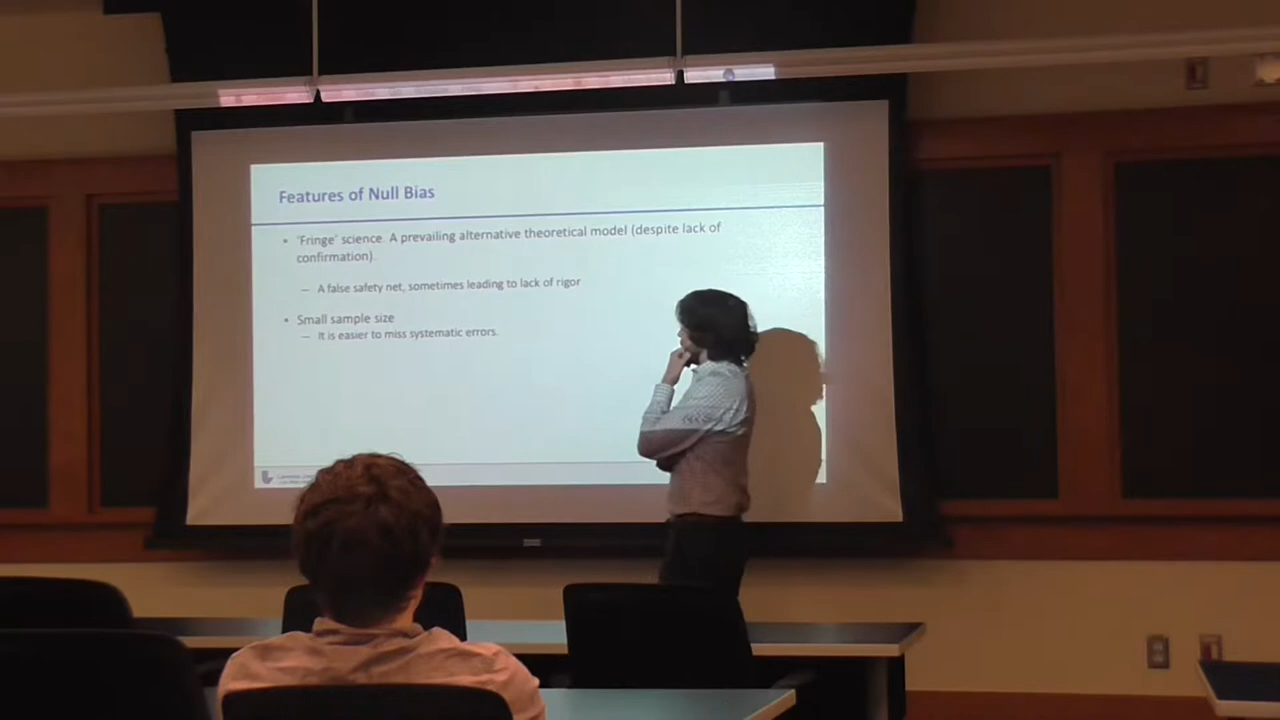 Features of Null Bias
• 'Fringe' science. A prevailing alternative theoretical model (despite lack of
confirmation).
– A false safety net, sometimes leading to lack of rigor
• Small sample size
– It is easier to miss systematic errors.